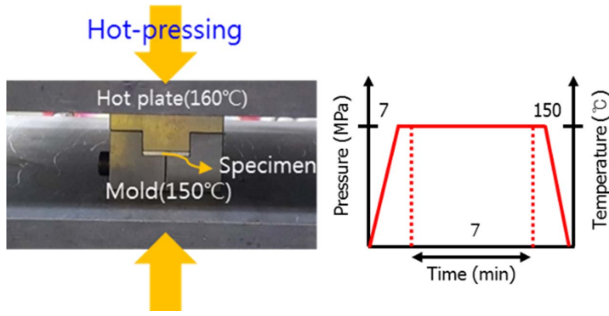 Hot-pressing
Hot plate(160℃)
Specimen
Mold(150℃)
Pressure (MPa)
7
150
Temperature (℃)
7
Time (min)